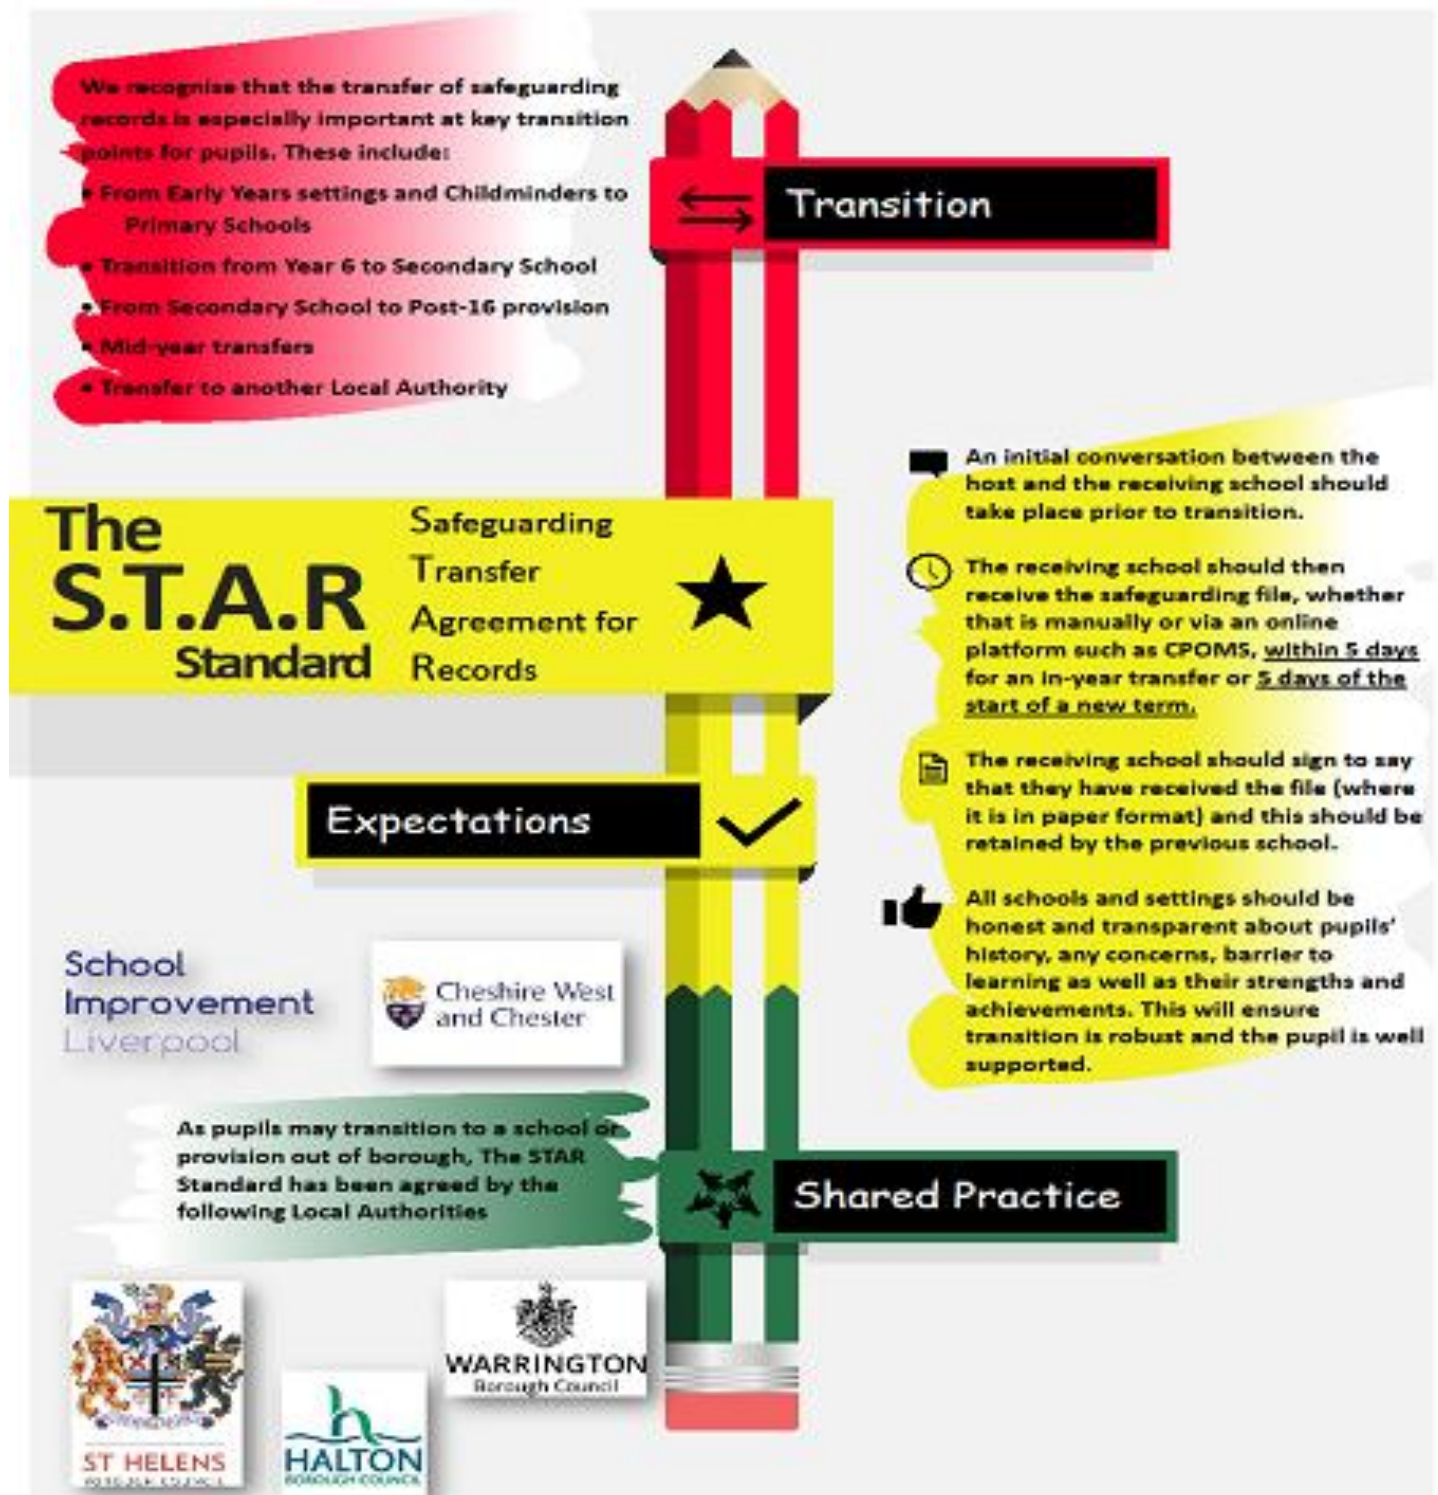 We recognise that the transfer of safeguarding
records is especially important at key transition
points for pupils. These include:
• From Early Years settings and Childminders to
Primary Schools
• Transition from Year 6 to Secondary School
• From Secondary School to Post-16 provision
• Mid-year transfers
• Transfer to another Local Authority
Transition
The
S.T.A.R
Standard
Safeguarding
Transfer
Agreement for
Records
An initial conversation between the
host and the receiving school should
take place prior to transition.
The receiving school should then
receive the safeguarding file, whether
that is manually or via an online
platform such as CPOMS, within 5 days
for an in-year transfer or 5 days of the
start of a new term.
The receiving school should sign to say
that they have received the file (where
it is in paper format) and this should be
retained by the previous school.
All schools and settings should be
honest and transparent about pupils'
history, any concerns, barrier to
learning as well as their strengths and
achievements. This will ensure
transition is robust and the pupil is well
supported.
Expectations
School
Improvement
Liverpool
Cheshire West
and Chester
As pupils may transition to a school or
provision out of borough, The STAR
Standard has been agreed by the
following Local Authorities
Shared Practice
ST HELENS
BOROUGH COUNCIL
HALTON
BOROUGH COUNCIL
WARRINGTON
Borough Council